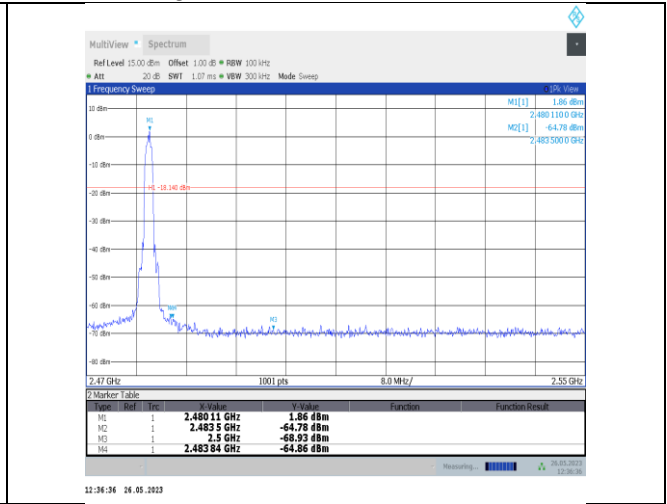 MultiView Spectrum
Ref Level 15.00 dBm Offset 1.00 dB RBW 100 kHz
Att 20 dB SWT 1.07 ms VBW 300 kHz Mode Sweep
1 Frequency Sweep 1Pk View
M1[1] 1.86 dBm
2.480 110 0 GHz
M2[1] -64.78 dBm
2.483 500 0 GHz
10 dBm
M1
0 dBm
-10 dBm
H1 -18.140 dBm
-20 dBm
-30 dBm
-40 dBm
-50 dBm
-60 dBm
M3
-70 dBm
-80 dBm
2.47 GHz 1001 pts 8.0 MHz/ 2.55 GHz
2 Marker Table
Type Ref Trc X-Value Y-Value Function Function Result
M1 1 2.480 11 GHz 1.86 dBm
M2 1 2.483 5 GHz -64.78 dBm
M3 1 2.5 GHz -68.93 dBm
M4 1 2.483 84 GHz -64.86 dBm
Measuring... 26.05.2023
12:36:36
12:36:36 26.05.2023